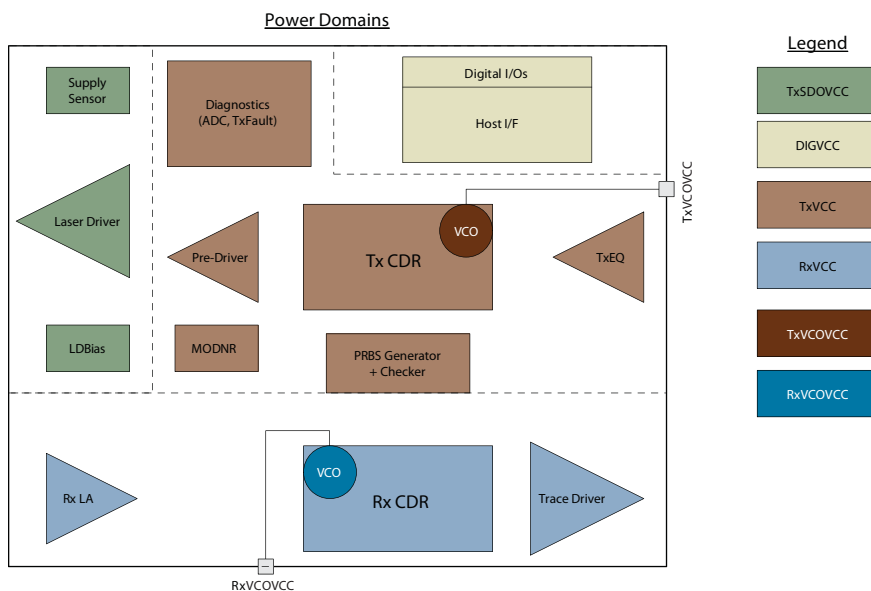 Power Domains
Legend
Supply
Sensor
Diagnostics
(ADC, TxFault)
Digital I/Os
Host I/F
TxVCOVCC
Laser Driver
Pre-Driver
Tx CDR
VCO
TxEQ
LDBias
MODNR
PRBS Generator
+ Checker
Rx LA
VCO
Rx CDR
Trace Driver
RxVCOVCC
TxSDOVCC
DIGVCC
TxVCC
RxVCC
TxVCOVCC
RxVCOVCC